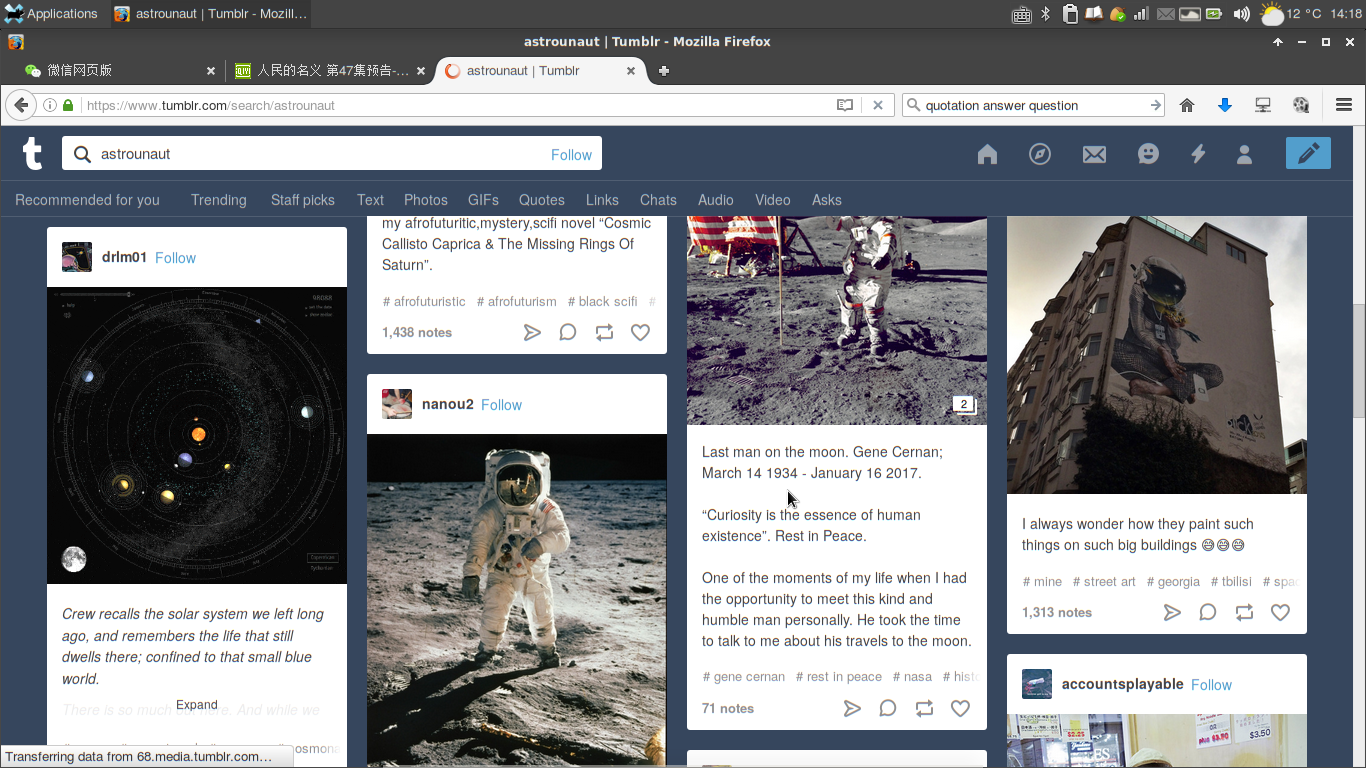 Applications
astrounaut | Tumblr - Mozill...
12 °C
14:18
astrounaut | Tumblr - Mozilla Firefox
微信网页版
人民的名义 第47集预告-...
astrounaut | Tumblr
https://www.tumblr.com/search/astrounaut
quotation answer question
astrounaut
Follow
Recommended for you
Trending
Staff picks
Text
Photos
GIFs
Quotes
Links
Chats
Audio
Video
Asks
drlm01 Follow
Crew recalls the solar system we left long
ago, and remembers the life that still
dwells there; confined to that small blue
world.
Expand
my afrofuturitic,mystery,scifi novel “Cosmic
Callisto Caprica & The Missing Rings Of
Saturn”.
# afrofuturistic # afrofuturism # black scifi #
1,438 notes
nanou2 Follow
2
Last man on the moon. Gene Cernan;
March 14 1934 - January 16 2017.
“Curiosity is the essence of human
existence”. Rest in Peace.
One of the moments of my life when I had
the opportunity to meet this kind and
humble man personally. He took the time
to talk to me about his travels to the moon.
# gene cernan # rest in peace # nasa # hist
71 notes
I always wonder how they paint such
things on such big buildings 😅😅😅
# mine # street art # georgia # tbilisi # spac
1,313 notes
accountsplayable Follow
$2.25
$3.50
Transferring data from 68.media.tumblr.com...